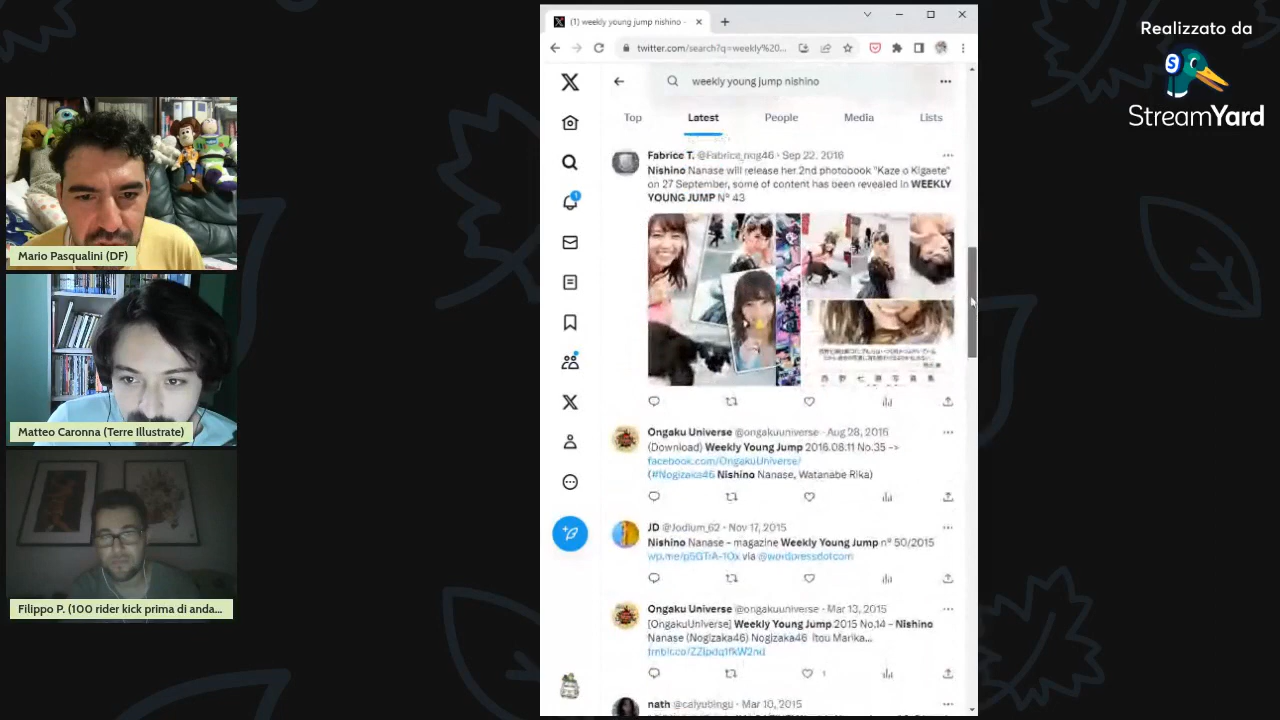 Realizzato da
StreamYard
(1) weekly young jump nishino -
twitter.com/search?q=weekly%20...
weekly young jump nishino
Top
Latest
People
Media
Lists
Fabrice T. @Fabrice_nog46 · Sep 22, 2016
Nishino Nanase will release her 2nd photobook "Kaze o Kigaete"
on 27 September, some of content has been revealed in WEEKLY
YOUNG JUMP N° 43
Ongaku Universe @ongakuuniverse · Aug 28, 2016
(Download) Weekly Young Jump 2016.08.11 No.35 ->
facebook.com/OngakuUniverse/
(#Nogizaka46 Nishino Nanase, Watanabe Rika)
JD @Jodium_62 · Nov 17, 2015
Nishino Nanase – magazine Weekly Young Jump n° 50/2015
via @wordpressdotcom
Ongaku Universe @ongakuuniverse · Mar 13, 2015
[OngakuUniverse] Weekly Young Jump 2015 No.14 – Nishino
Nanase (Nogizaka46) Nogizaka46 Itou Marika...
1
nath @caiyubingu · Mar 10, 2015
Mario Pasqualini (DF)
Matteo Caronna (Terre Illustrate)
Filippo P. (100 rider kick prima di anda...